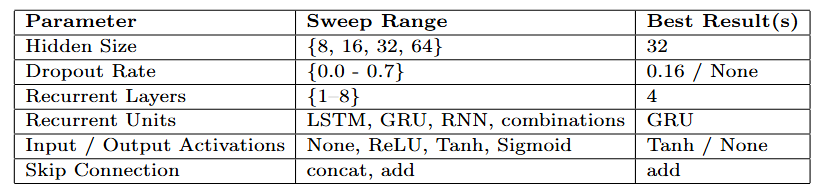 Parameter Sweep Range Best Result(s)
Hidden Size {8, 16, 32, 64} 32
Dropout Rate {0.0 - 0.7} 0.16 / None
Recurrent Layers {1–8} 4
Recurrent Units LSTM, GRU, RNN, combinations GRU
Input / Output Activations None, ReLU, Tanh, Sigmoid Tanh / None
Skip Connection concat, add add